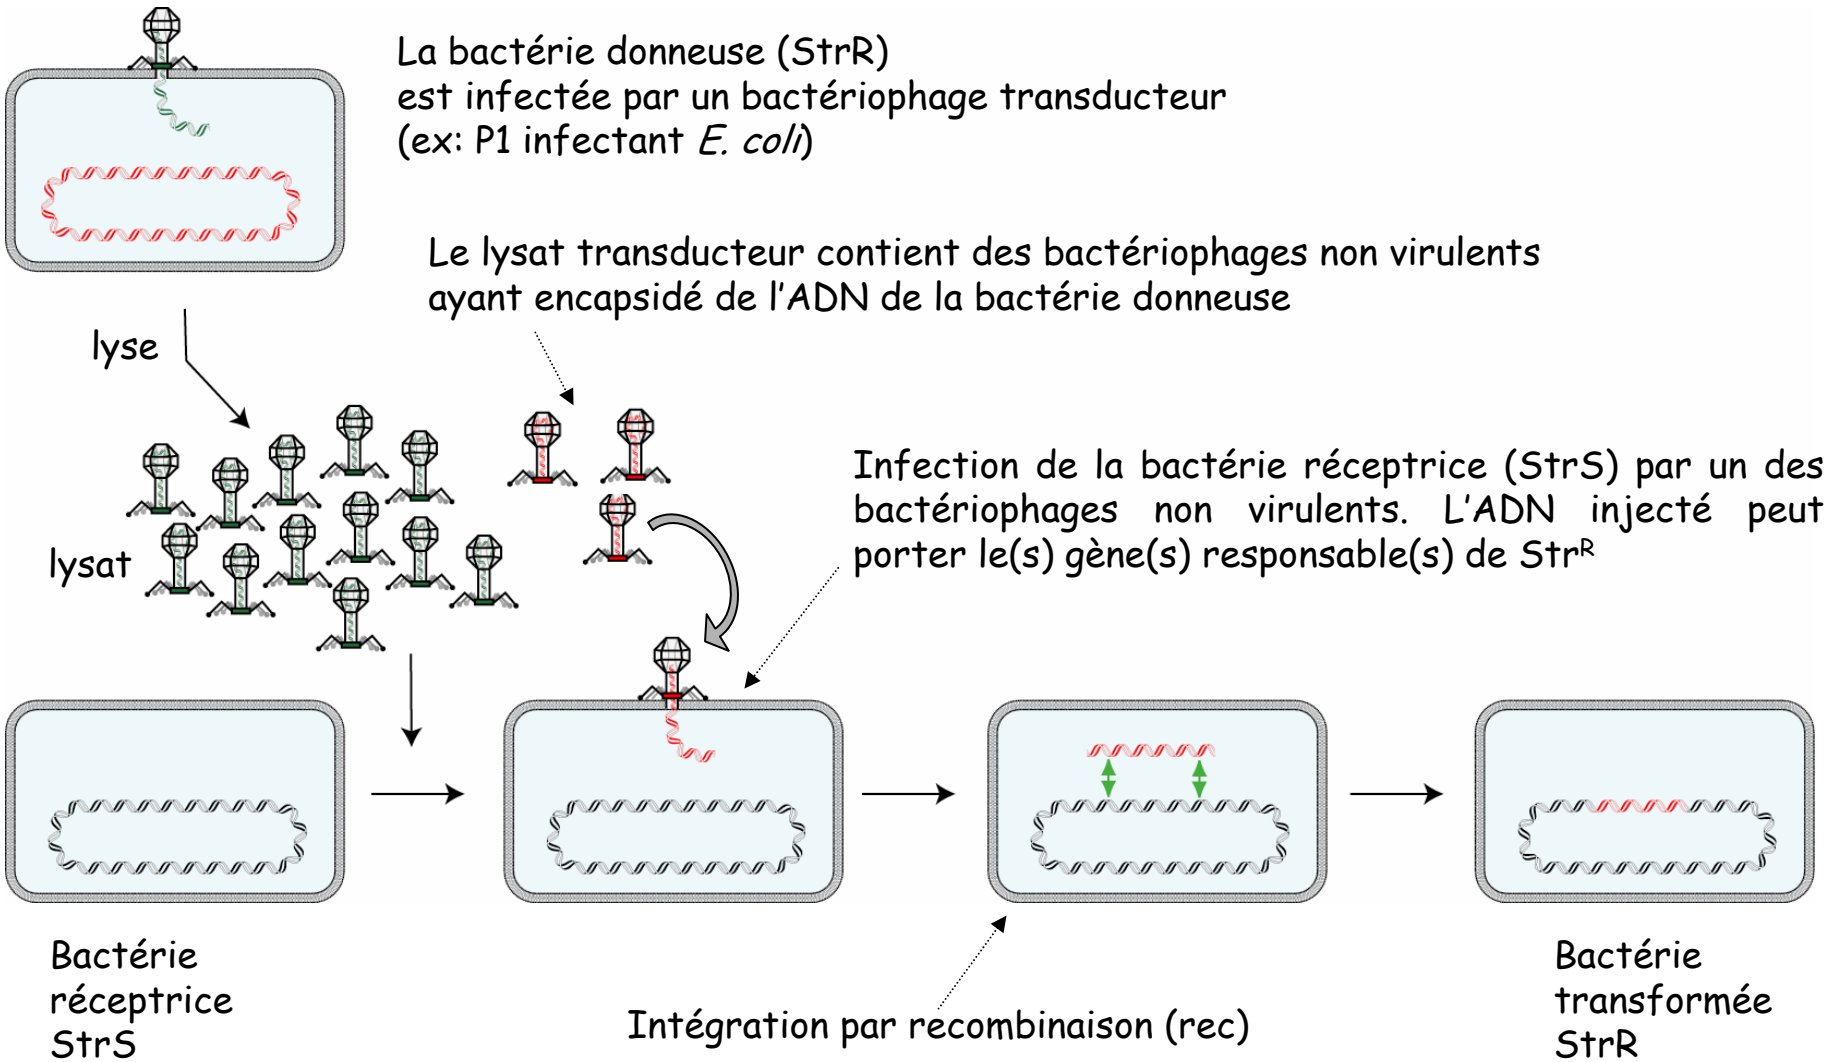 La bactérie donneuse (StrR)
est infectée par un bactériophage transducteur
(ex: P1 infectant E. coli)
Le lysat transducteur contient des bactériophages non virulents
ayant encapsidé de l'ADN de la bactérie donneuse
lyse
Infection de la bactérie réceptrice (StrS) par un des
bactériophages non virulents. L'ADN injecté peut
porter le(s) gène(s) responsable(s) de Strᴿ
lysat
Bactérie
réceptrice
StrS
Intégration par recombinaison (rec)
Bactérie
transformée
StrR